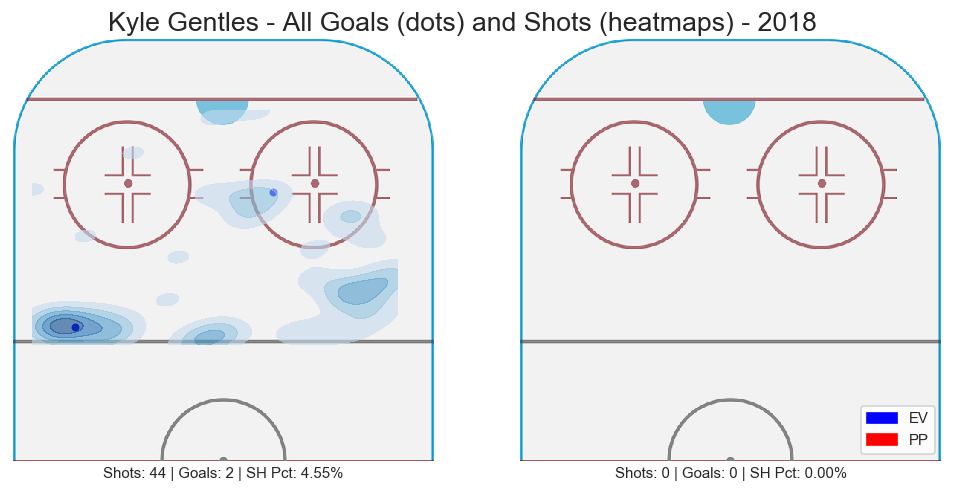 Kyle Gentles - All Goals (dots) and Shots (heatmaps) - 2018
EV
PP
Shots: 44 | Goals: 2 | SH Pct: 4.55%
Shots: 0 | Goals: 0 | SH Pct: 0.00%